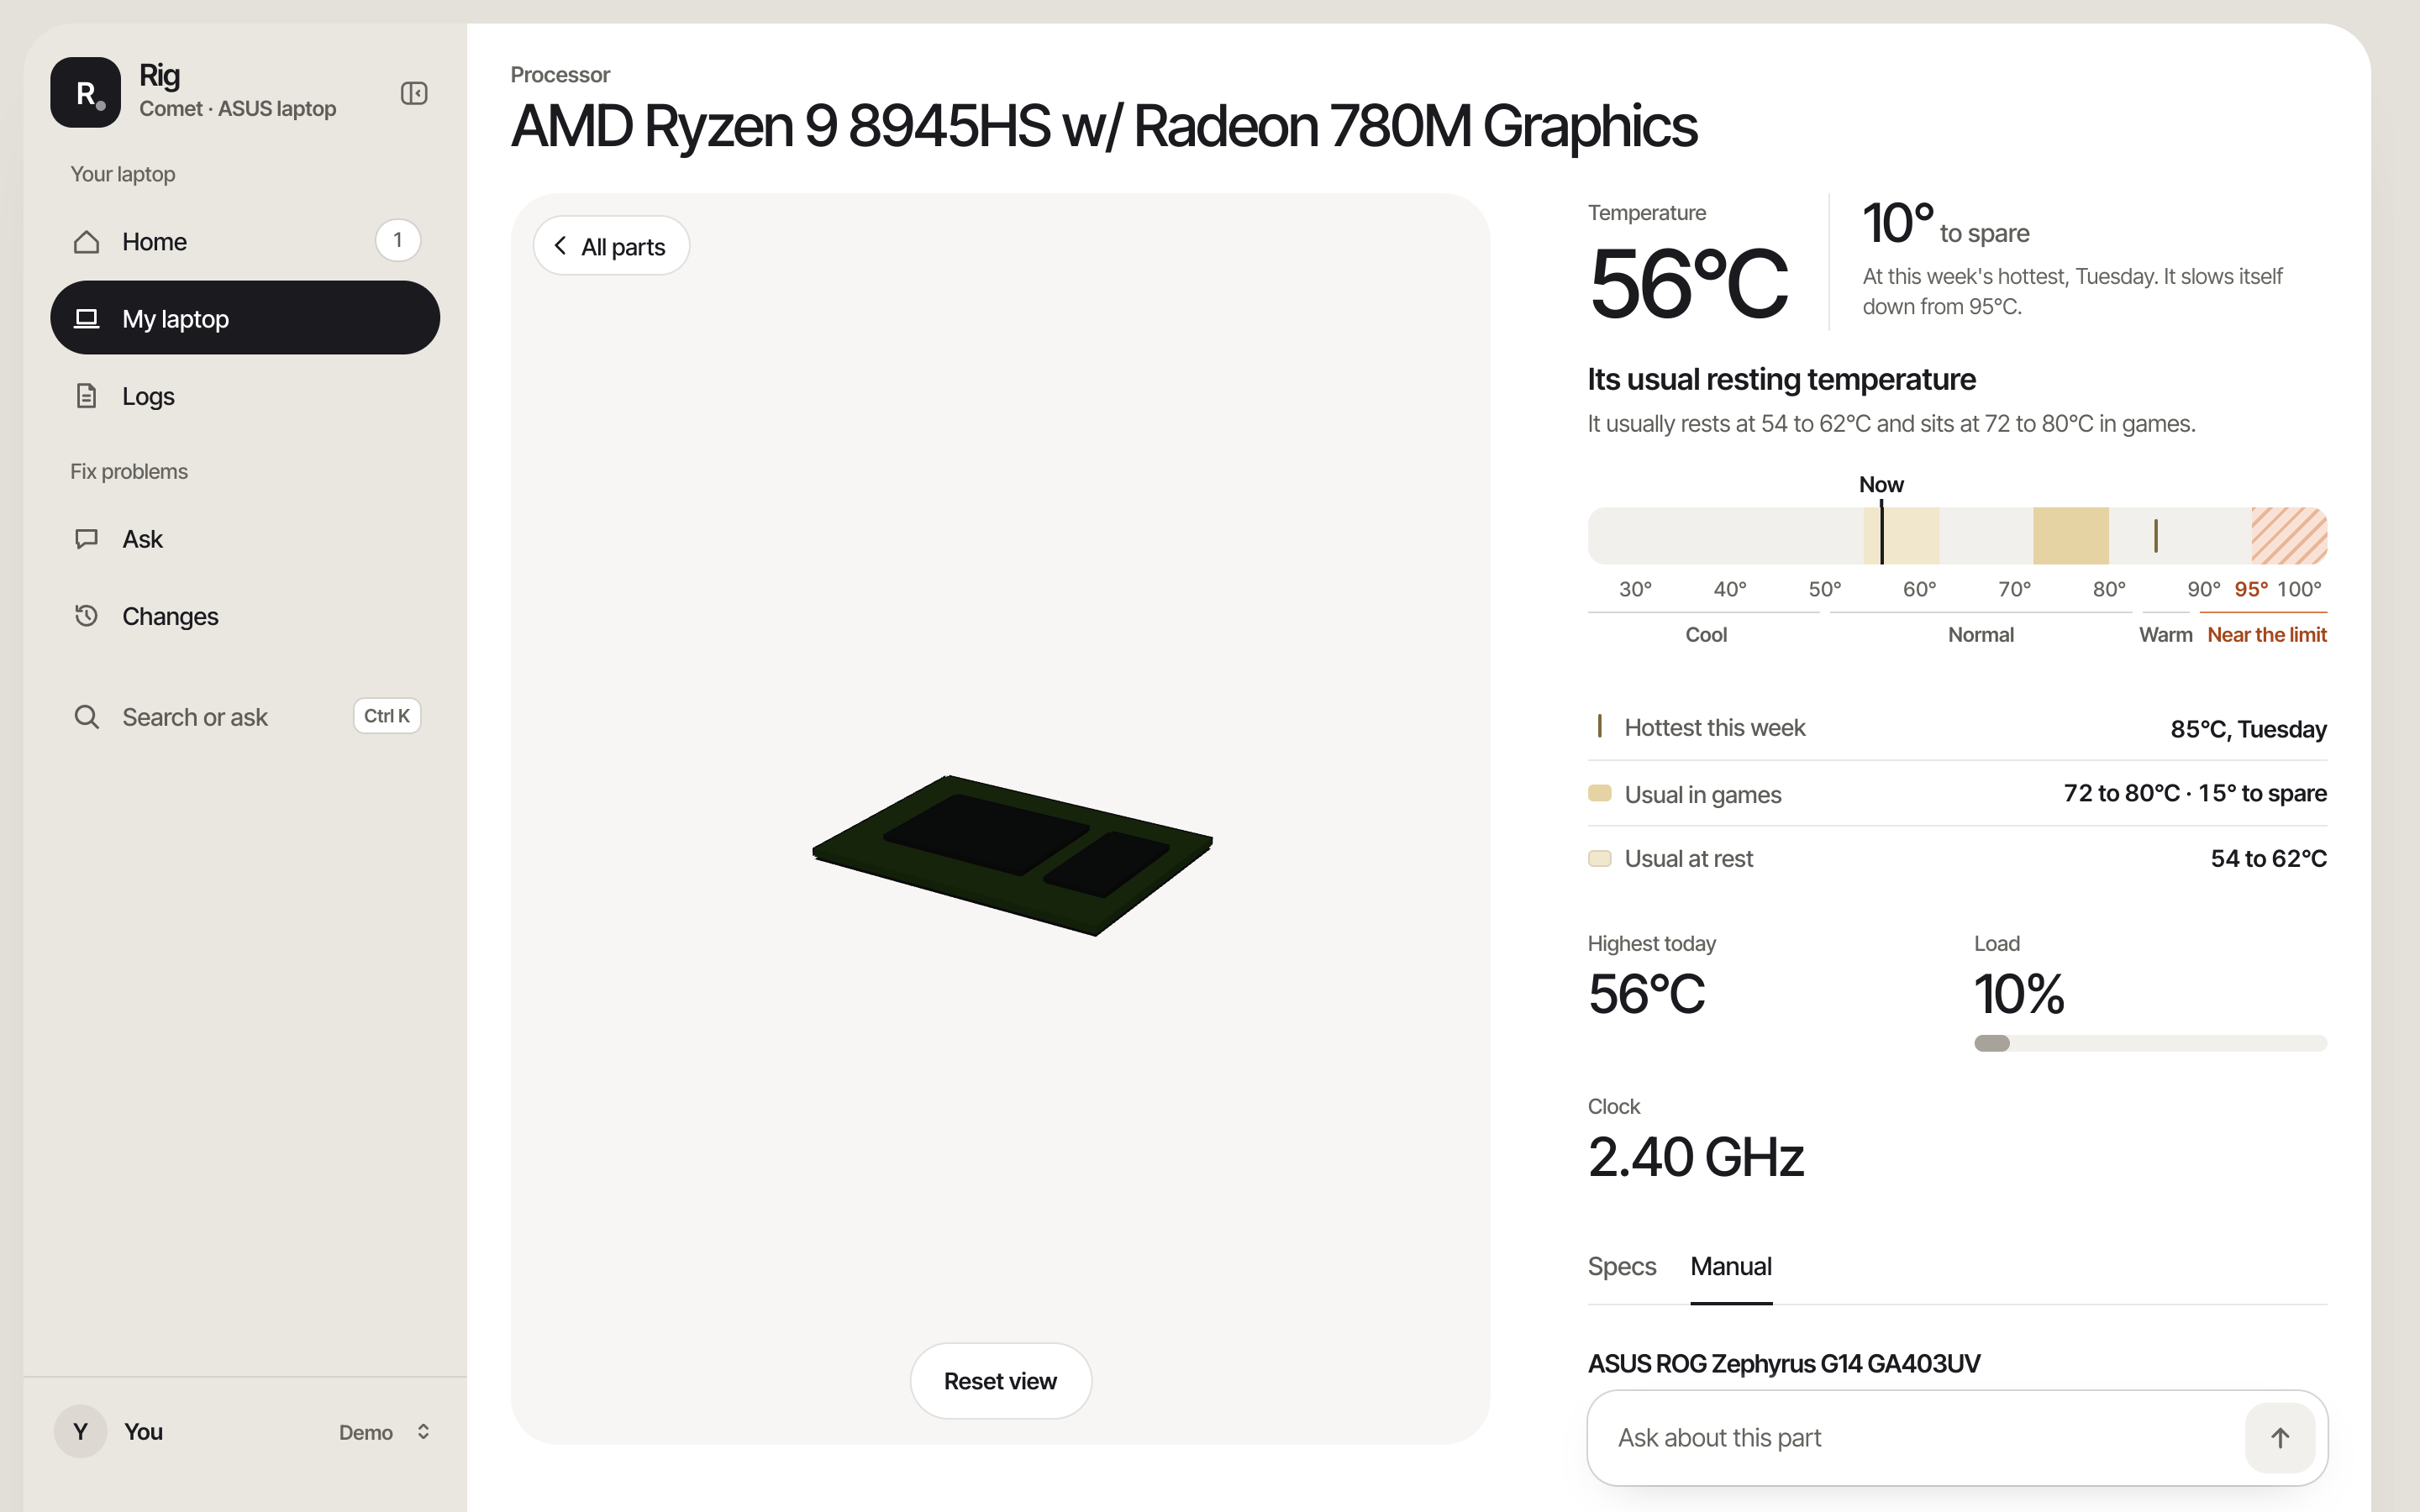 R.
Rig
Comet · ASUS laptop
Your laptop
Home
1
My laptop
Logs
Fix problems
Ask
Changes
Search or ask
Ctrl K
Y
You
Demo
Processor
AMD Ryzen 9 8945HS w/ Radeon 780M Graphics
All parts
Reset view
Temperature
56°C
10° to spare
At this week's hottest, Tuesday. It slows itself
down from 95°C.
Its usual resting temperature
It usually rests at 54 to 62°C and sits at 72 to 80°C in games.
Now
30° 40° 50° 60° 70° 80° 90° 95° 100°
Cool Normal Warm Near the limit
Hottest this week 85°C, Tuesday
Usual in games 72 to 80°C · 15° to spare
Usual at rest 54 to 62°C
Highest today
56°C
Load
10%
Clock
2.40 GHz
Specs Manual
ASUS ROG Zephyrus G14 GA403UV
Ask about this part